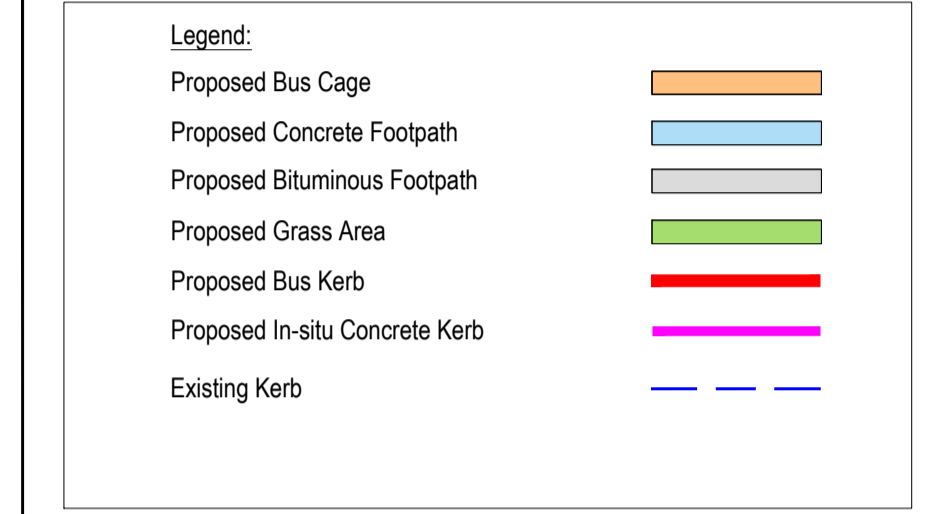 Legend:
Proposed Bus Cage
Proposed Concrete Footpath
Proposed Bituminous Footpath
Proposed Grass Area
Proposed Bus Kerb
Proposed In-situ Concrete Kerb
Existing Kerb